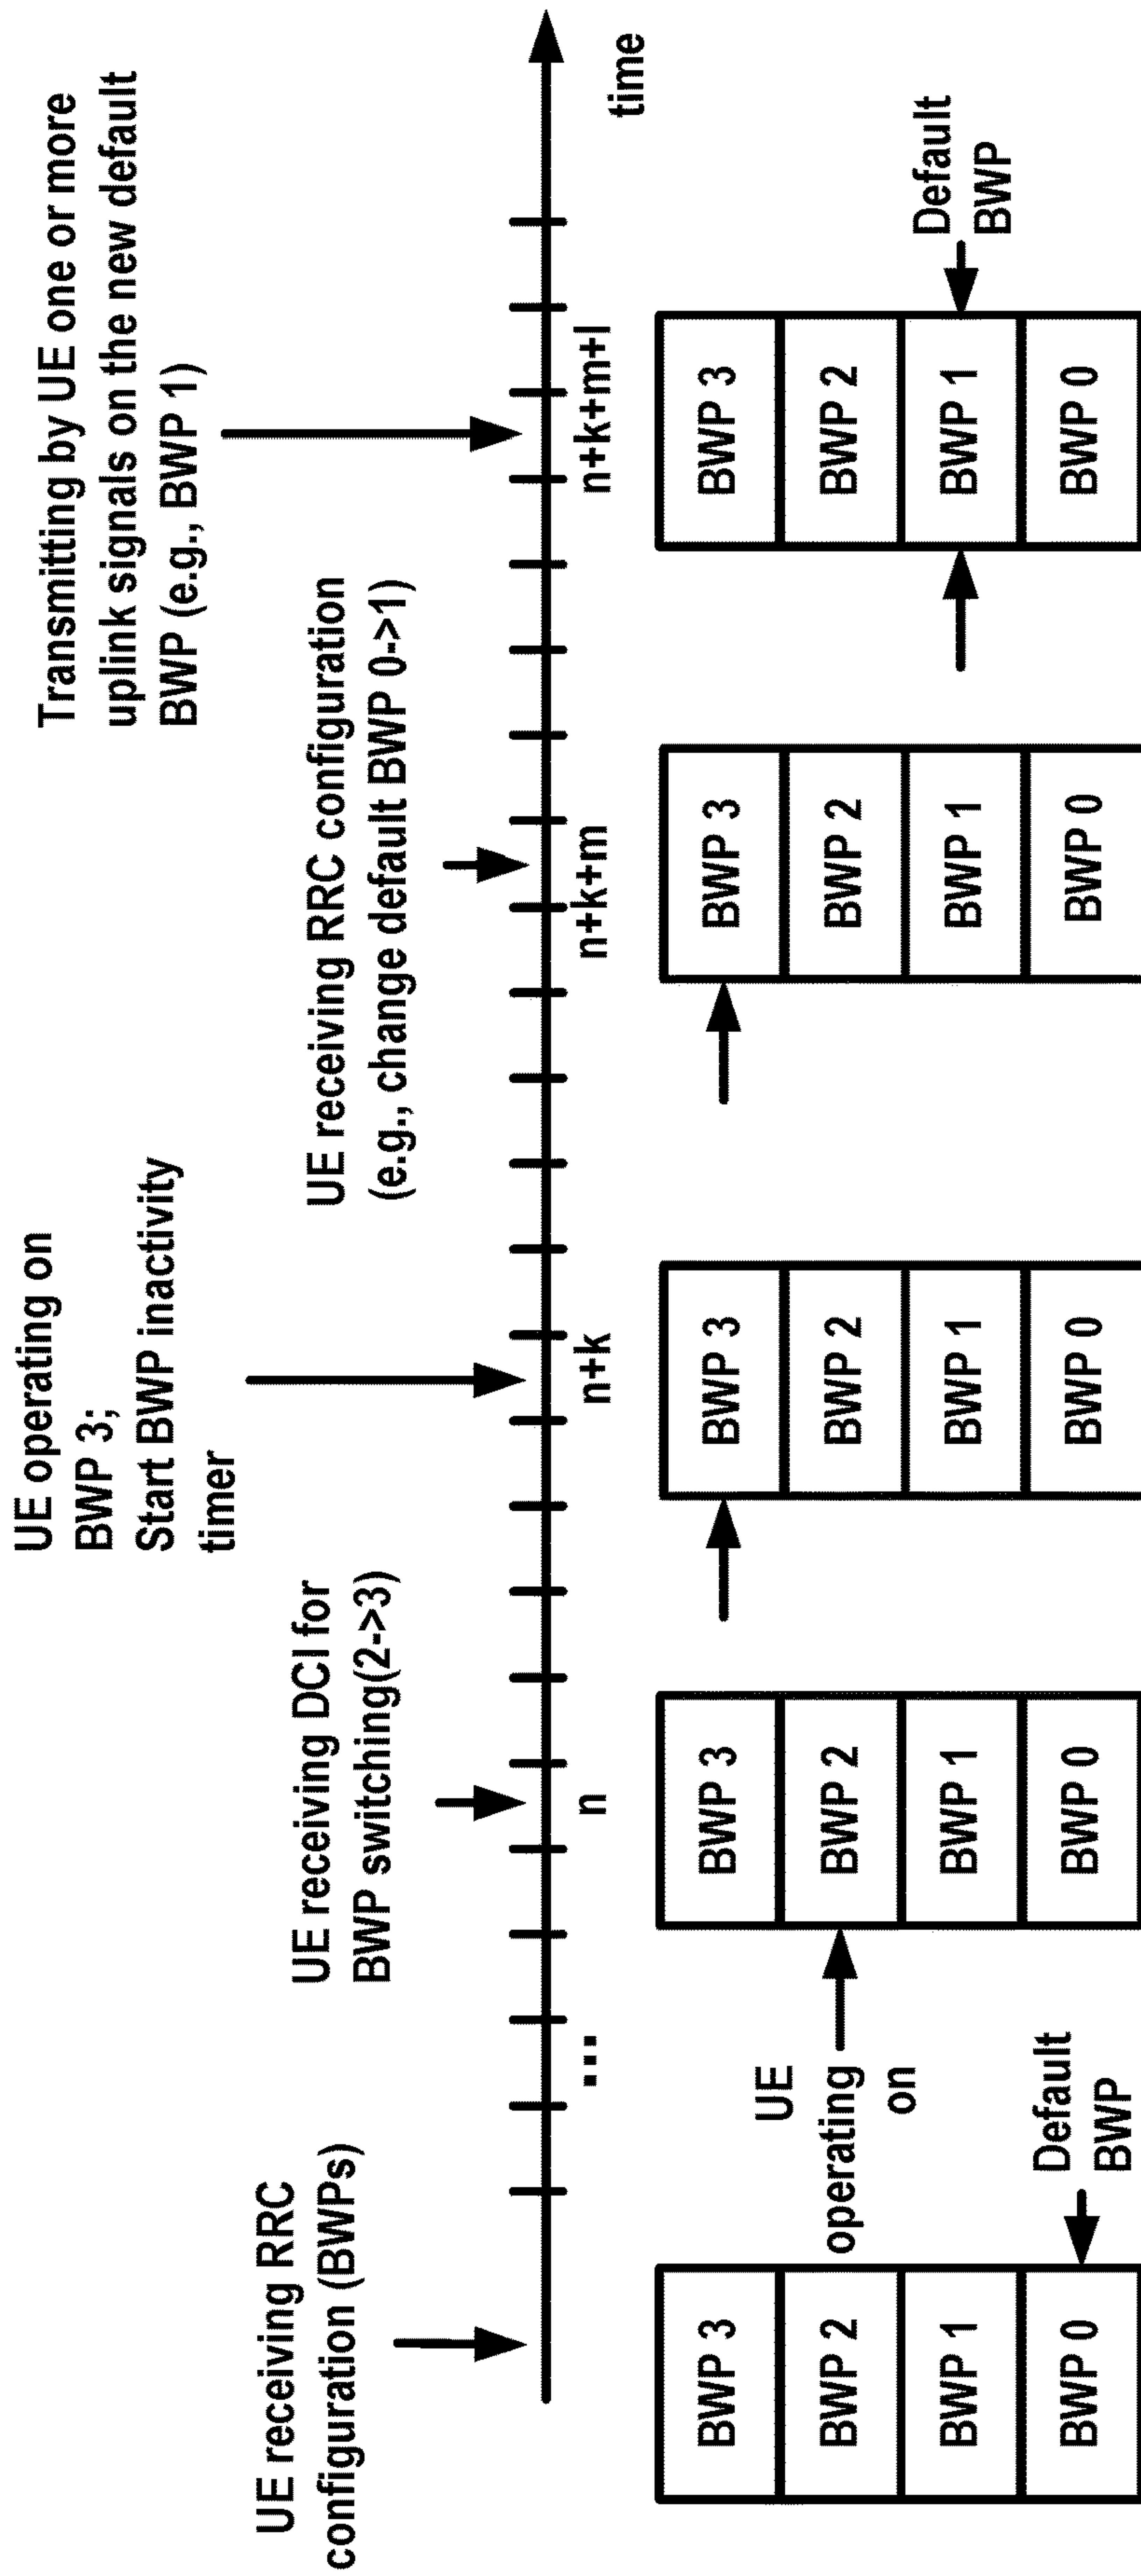 UE receiving RRC
configuration (BWPs)
UE receiving DCI for
BWP switching(2->3)
UE operating on
BWP 3;
Start BWP inactivity
timer
UE receiving RRC configuration
(e.g., change default BWP 0->1)
Transmitting by UE one or more
uplink signals on the new default
BWP (e.g., BWP 1)
...
n
n+k
n+k+m
n+k+m+l
time
BWP 3
BWP 2
BWP 1
BWP 0
Default
BWP
UE
operating
on
BWP 3
BWP 2
BWP 1
BWP 0
BWP 3
BWP 2
BWP 1
BWP 0
BWP 3
BWP 2
BWP 1
BWP 0
BWP 3
BWP 2
BWP 1
BWP 0
Default
BWP